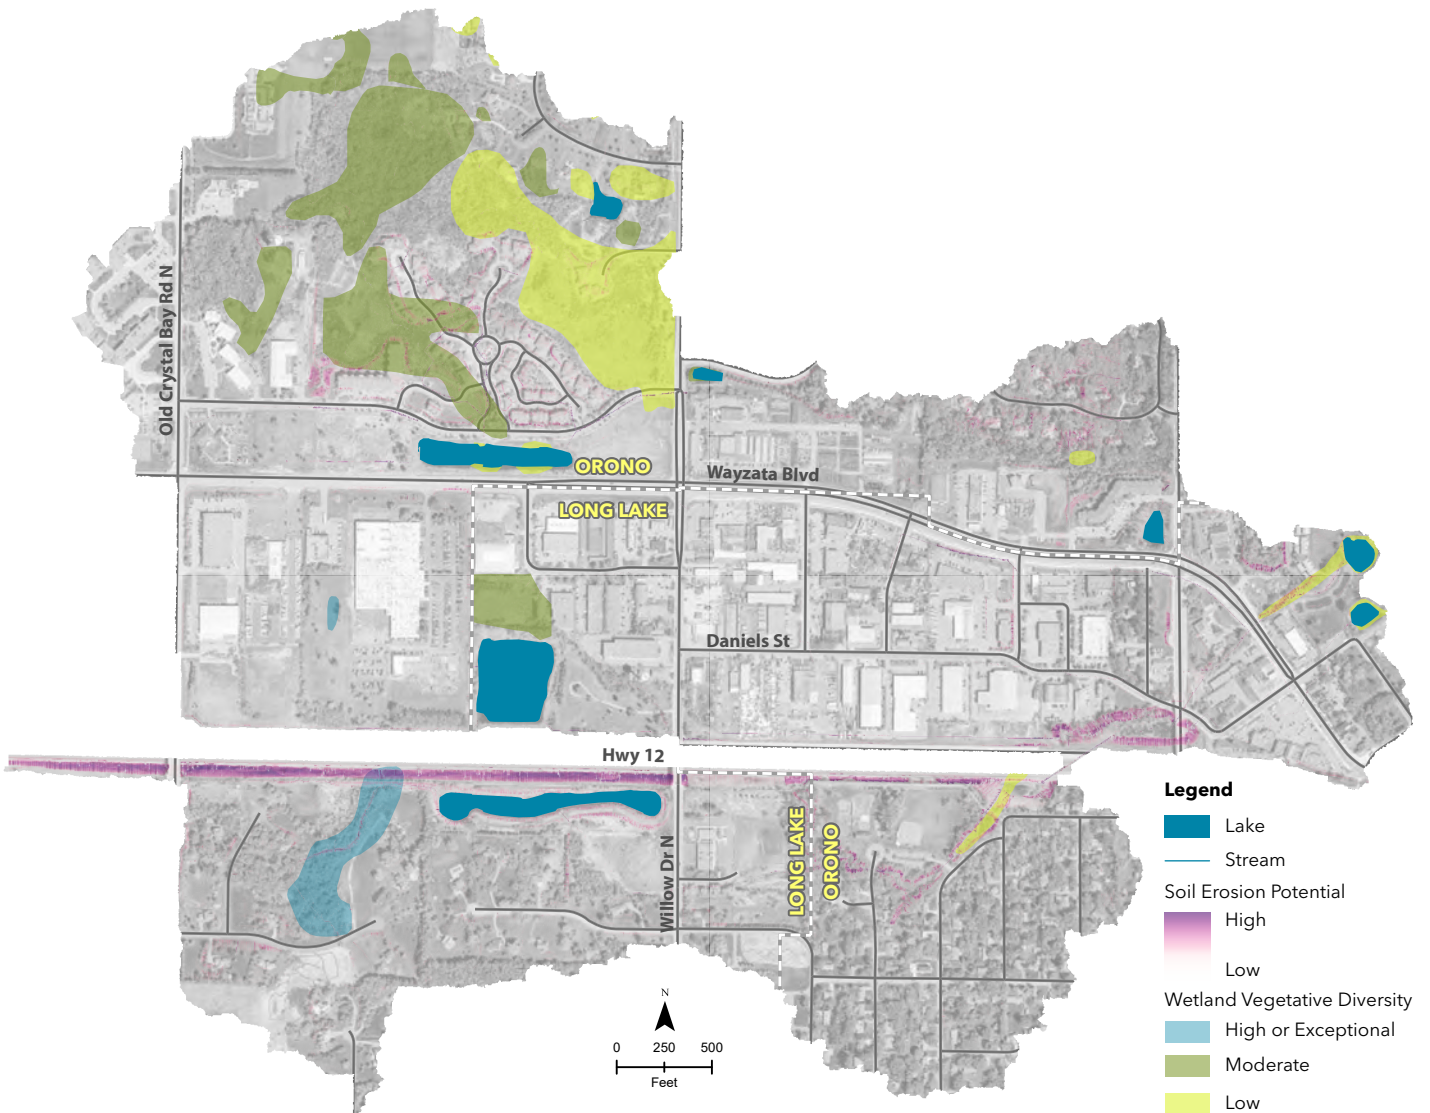 Old Crystal Bay Rd N
ORONO
Wayzata Blvd
LONG LAKE
Daniels St
Hwy 12
Willow Dr N
LONG LAKE
ORONO
N
0 250 500
Feet
Legend
Lake
Stream
Soil Erosion Potential
High
Low
Wetland Vegetative Diversity
High or Exceptional
Moderate
Low